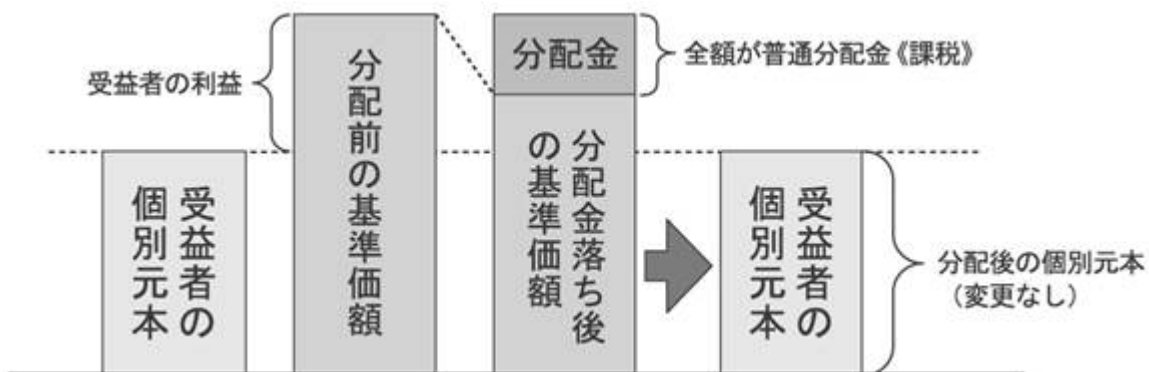 受益者の利益
受益者の
個別元本
分配前の基準価額
分配金
分配金落ち後
の基準価額
全額が普通分配金《課税》
受益者の
個別元本
分配後の個別元本
（変更なし）